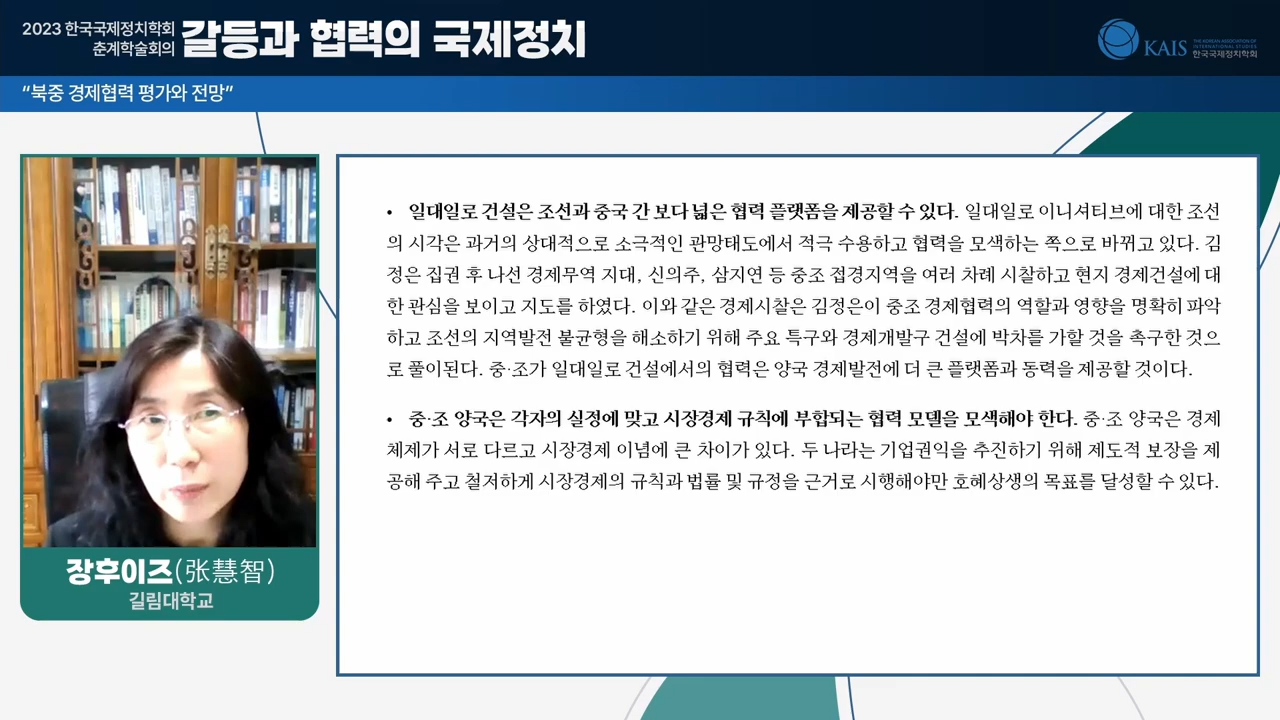 2023 한국국제정치학회
춘계학술회의
갈등과 협력의 국제정치
KAIS
THE KOREAN ASSOCIATION OF
INTERNATIONAL STUDIES
한국국제정치학회
“북중 경제협력 평가와 전망”
• 일대일로 건설은 조선과 중국 간 보다 넓은 협력 플랫폼을 제공할 수 있다. 일대일로 이니셔티브에 대한 조선
의 시각은 과거의 상대적으로 소극적인 관망태도에서 적극 수용하고 협력을 모색하는 쪽으로 바뀌고 있다. 김
정은 집권 후 나선 경제무역 지대, 신의주, 삼지연 등 중조 접경지역을 여러 차례 시찰하고 현지 경제건설에 대
한 관심을 보이고 지도를 하였다. 이와 같은 경제시찰은 김정은이 중조 경제협력의 역할과 영향을 명확히 파악
하고 조선의 지역발전 불균형을 해소하기 위해 주요 특구와 경제개발구 건설에 박차를 가할 것을 촉구한 것으
로 풀이된다. 중·조가 일대일로 건설에서의 협력은 양국 경제발전에 더 큰 플랫폼과 동력을 제공할 것이다.
• 중·조 양국은 각자의 실정에 맞고 시장경제 규칙에 부합되는 협력 모델을 모색해야 한다. 중·조 양국은 경제
체제가 서로 다르고 시장경제 이념에 큰 차이가 있다. 두 나라는 기업권익을 추진하기 위해 제도적 보장을 제
공해 주고 철저하게 시장경제의 규칙과 법률 및 규정을 근거로 시행해야만 호혜상생의 목표를 달성할 수 있다.
장후이즈(张慧智)
길림대학교